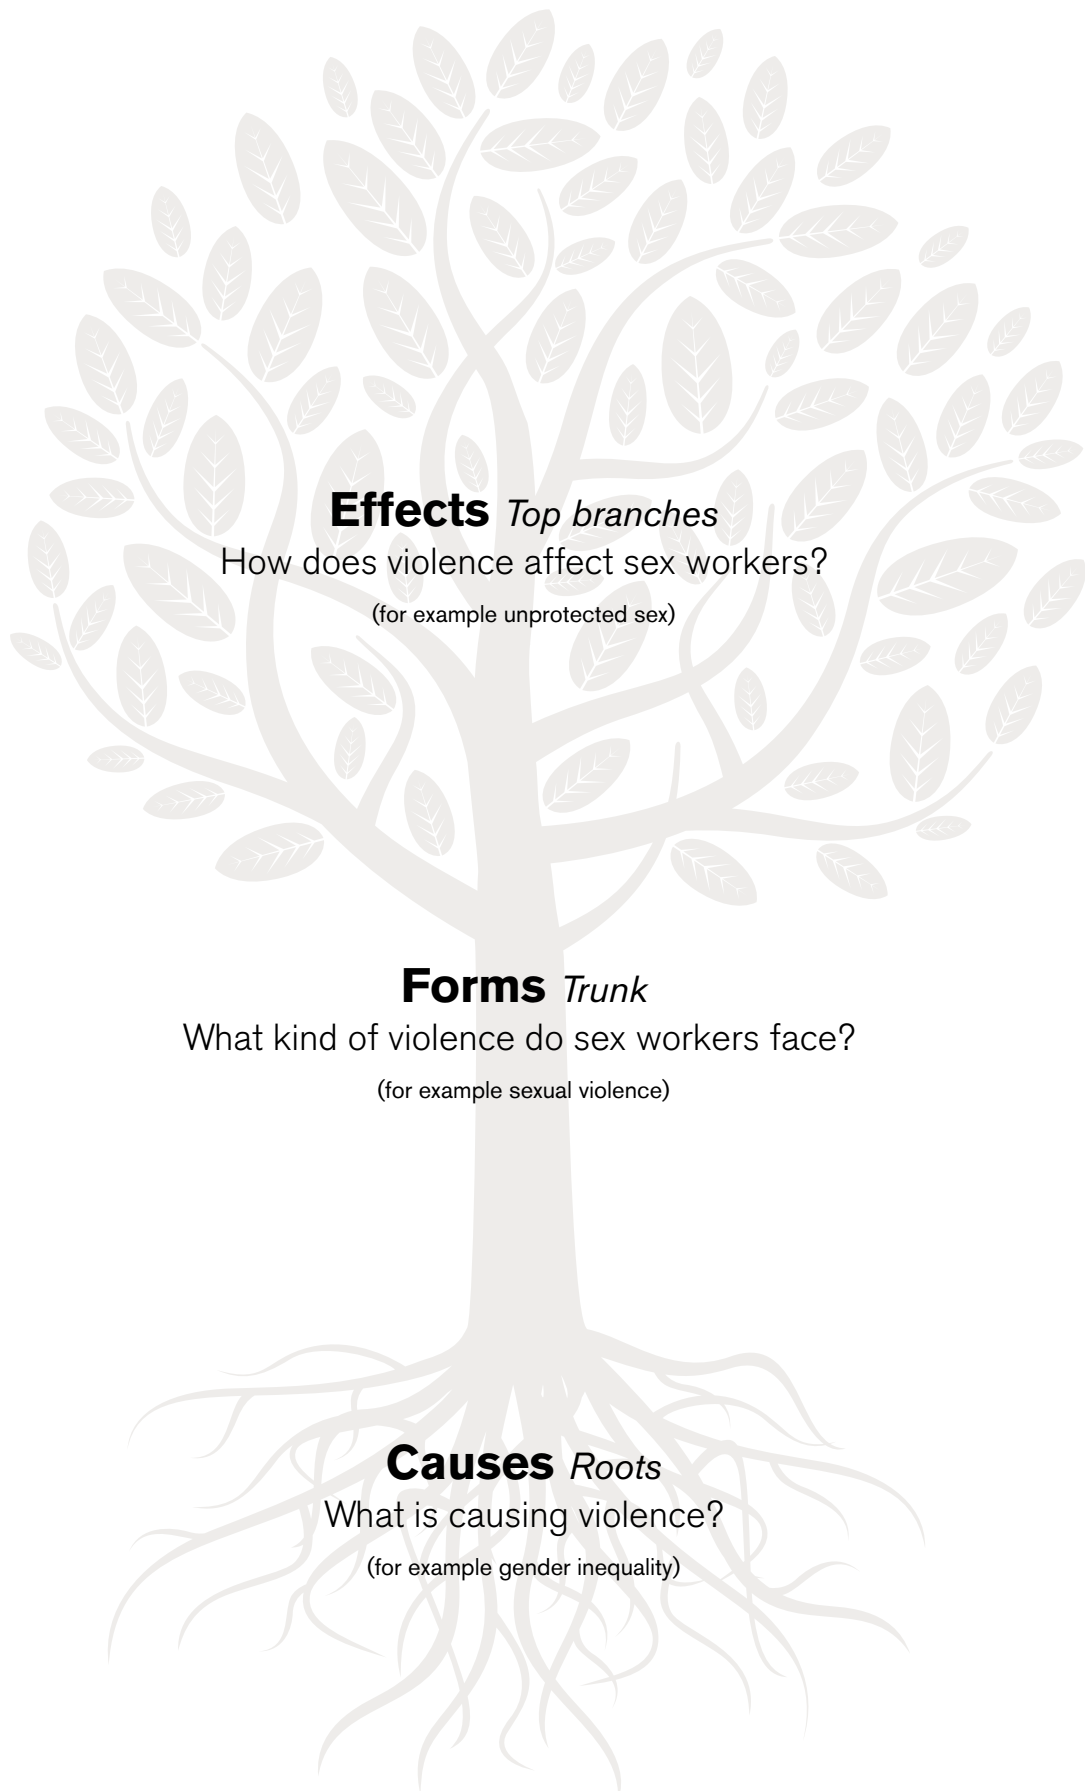 Effects Top branches
How does violence affect sex workers?
(for example unprotected sex)
Forms Trunk
What kind of violence do sex workers face?
(for example sexual violence)
Causes Roots
What is causing violence?
(for example gender inequality)